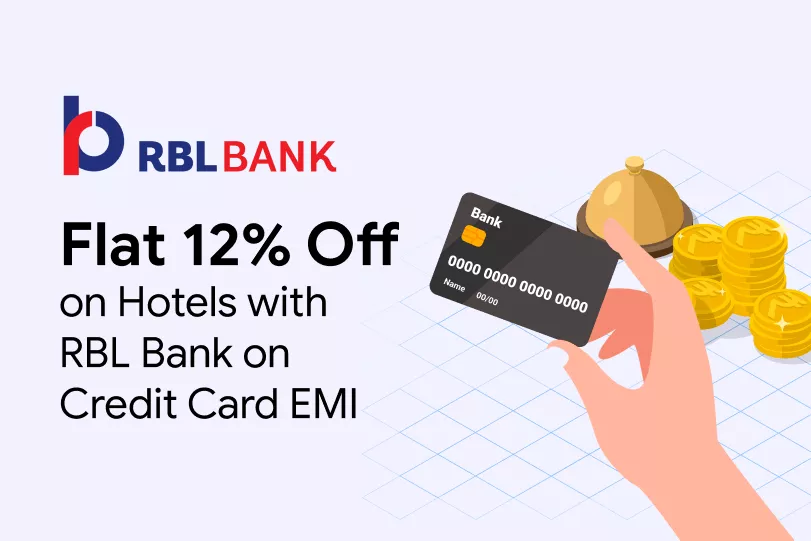 RBL BANK
Flat 12% Off
on Hotels with
RBL Bank on
Credit Card EMI
Bank
0000 0000 0000 0000
Name 00/00